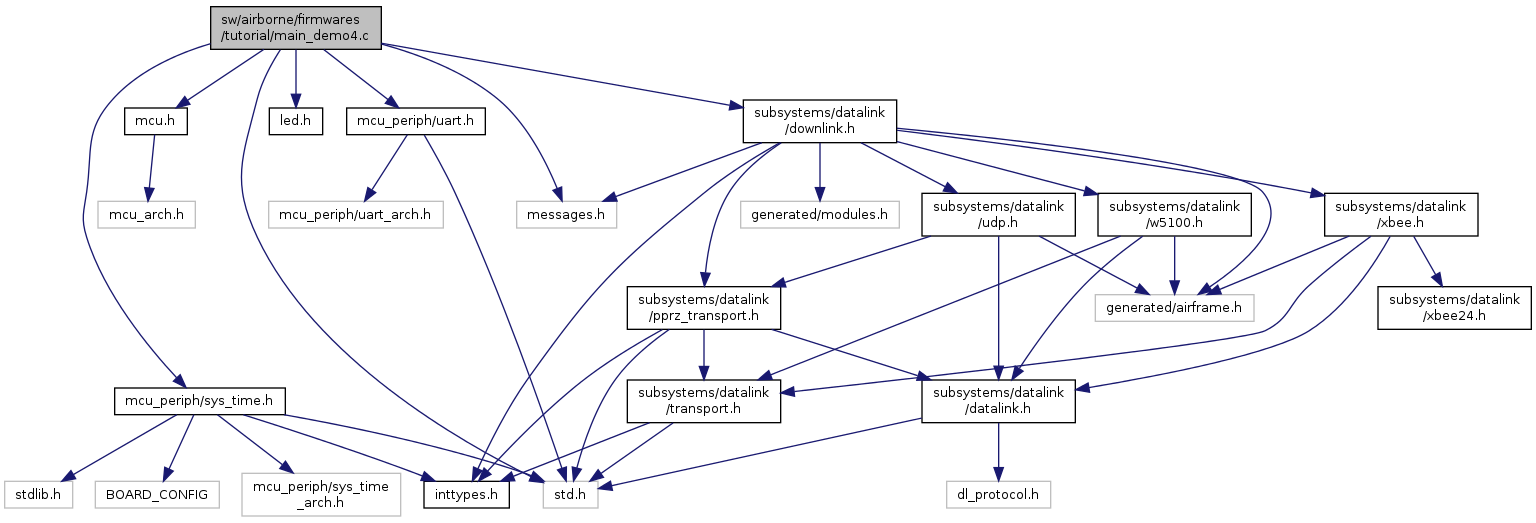 sw/airborne/firmwares
/tutorial/main_demo4.c
mcu.h
led.h
mcu_periph/uart.h
subsystems/datalink
/downlink.h
mcu_arch.h
mcu_periph/uart_arch.h
messages.h
generated/modules.h
subsystems/datalink
/udp.h
subsystems/datalink
/w5100.h
subsystems/datalink
/xbee.h
subsystems/datalink
/pprz_transport.h
generated/airframe.h
subsystems/datalink
/xbee24.h
mcu_periph/sys_time.h
subsystems/datalink
/transport.h
subsystems/datalink
/datalink.h
stdlib.h
BOARD_CONFIG
mcu_periph/sys_time
_arch.h
inttypes.h
std.h
dl_protocol.h